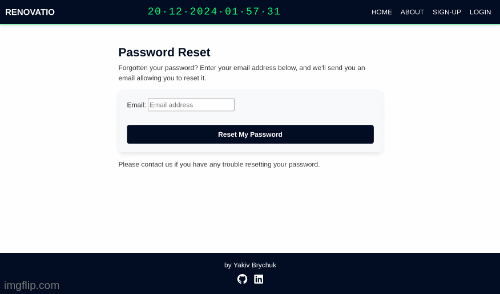 RENOVATIO
20·12·2024·01·57·31
HOME ABOUT SIGN-UP LOGIN
Password Reset
Forgotten your password? Enter your email address below, and we'll send you an
email allowing you to reset it.
Email: Email address
Reset My Password
Please contact us if you have any trouble resetting your password.
by Yakiv Brychuk
imgflip.com